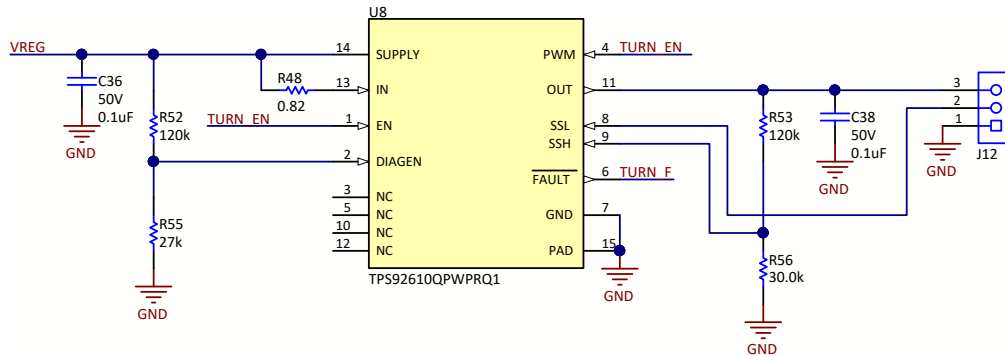 U8
VREG
14
SUPPLY
PWM
4
TURN_EN
C36
50V
0.1uF
GND
R48
0.82
13
IN
OUT
11
3
2
1
J12
R52
120k
TURN_EN
1
EN
SSL
8
SSH
9
R53
120k
C38
50V
0.1uF
GND
GND
2
DIAGEN
FAULT
6
TURN_F
3
NC
5
NC
10
NC
12
NC
GND
7
PAD
15
GND
R55
27k
GND
R56
30.0k
GND
TPS92610QPWPRQ1